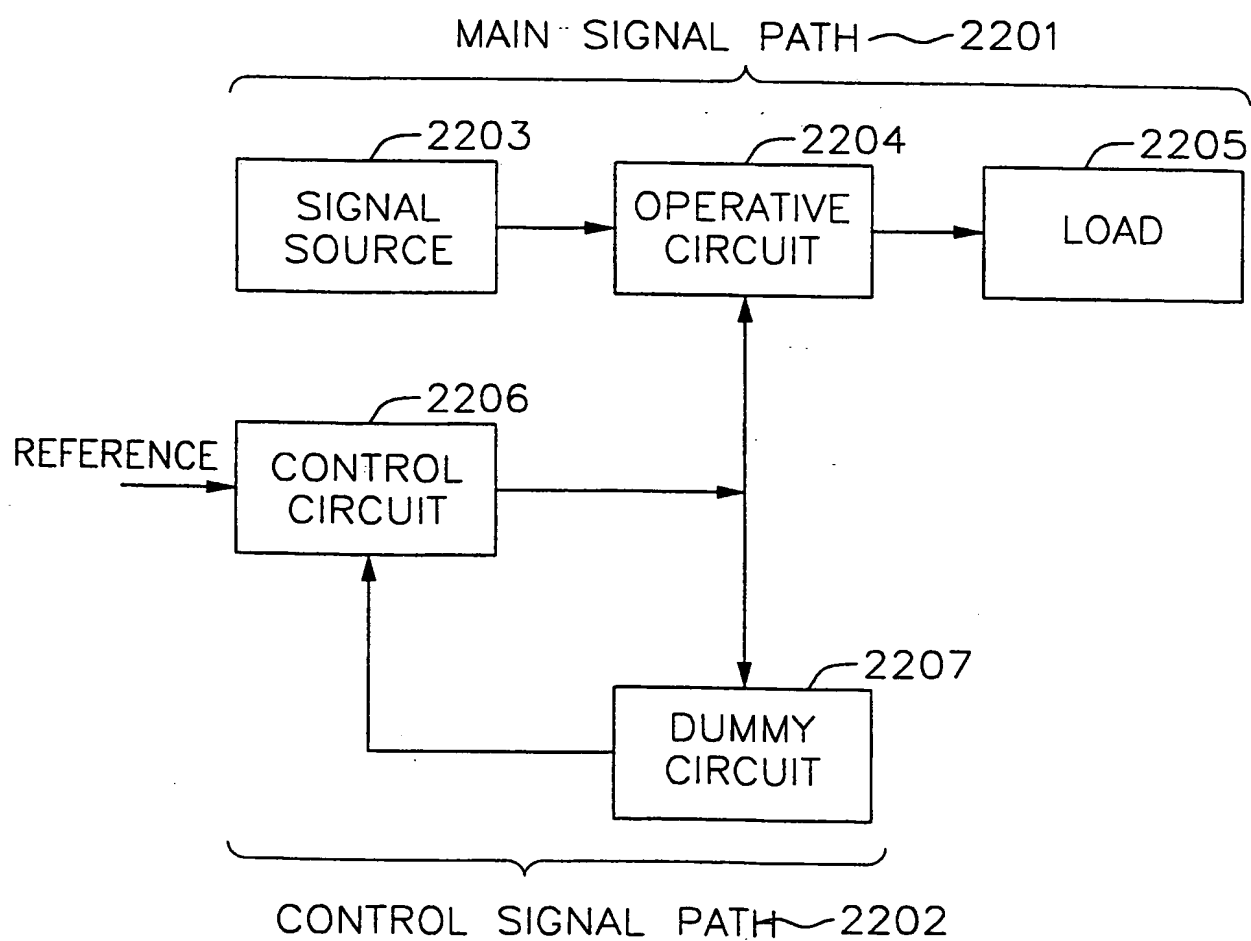 MAIN SIGNAL PATH 2201
2203
SIGNAL
SOURCE
2204
OPERATIVE
CIRCUIT
2205
LOAD
REFERENCE
2206
CONTROL
CIRCUIT
2207
DUMMY
CIRCUIT
CONTROL SIGNAL PATH 2202